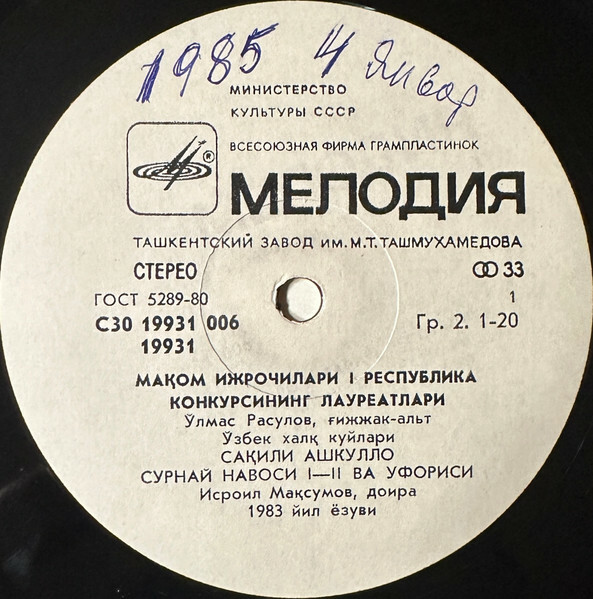 1985 4 Январ
МИНИСТЕРСТВО
КУЛЬТУРЫ СССР
ВСЕСОЮЗНАЯ ФИРМА ГРАМПЛАСТИНОК
®
МЕЛОДИЯ
ТАШКЕНТСКИЙ ЗАВОД ИМ. М.Т.ТАШМУХАМЕДОВА
СТЕРЕО 33
ГОСТ 5289-80 1
С30 19931 006 Гр. 2. 1-20
19931
МАҚОМ ИЖРОЧИЛАРИ I РЕСПУБЛИКА
КОНКУРСИНИНГ ЛАУРЕАТЛАРИ
Ўлмас Расулов, ғижжак-альт
Ўзбек халқ куйлари
САҚИЛИ АШКУЛЛО
СУРНАЙ НАВОСИ I—II ВА УФОРИСИ
Исроил Мақсумов, доира
1983 йил ёзуви